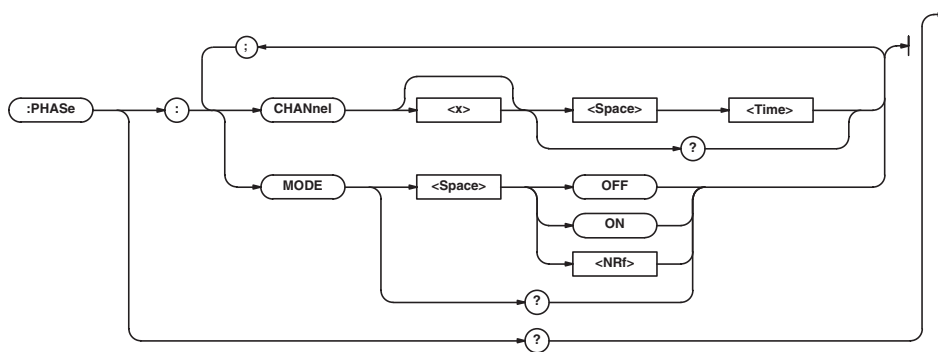 ;
:PHASe : CHANnel <x> <Space> <Time>
?
MODE <Space> OFF
ON
<NRf>
?
?